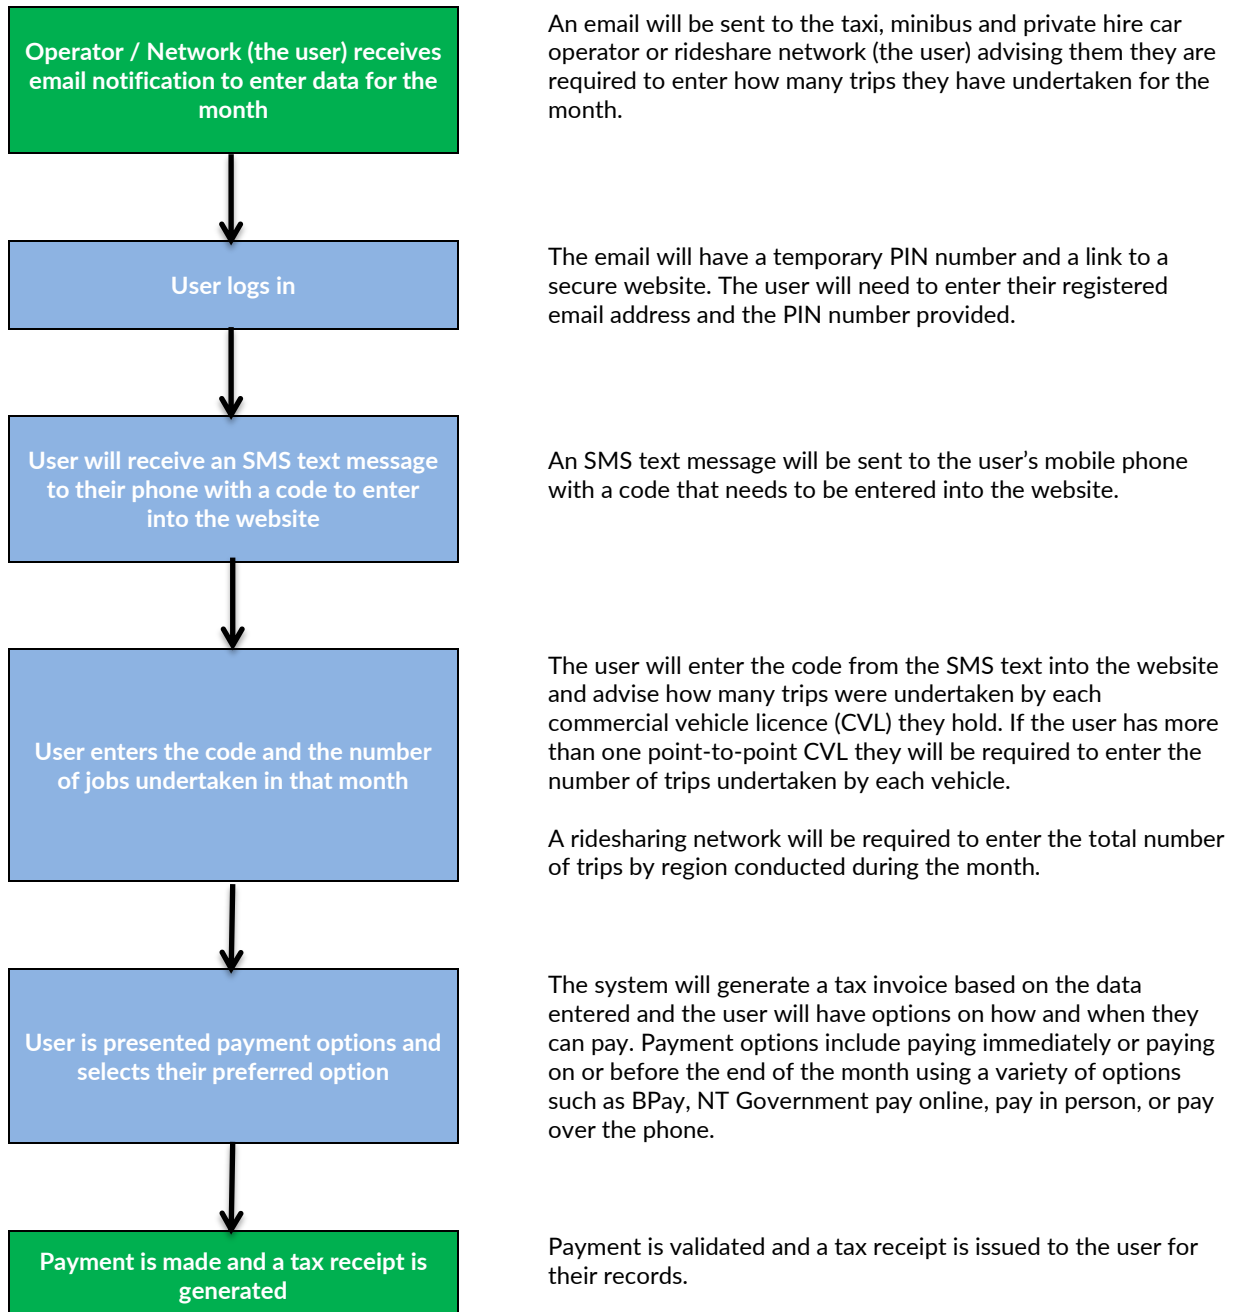 Operator / Network (the user) receives
email notification to enter data for the
month
An email will be sent to the taxi, minibus and private hire car
operator or rideshare network (the user) advising them they are
required to enter how many trips they have undertaken for the
month.
User logs in
The email will have a temporary PIN number and a link to a
secure website. The user will need to enter their registered
email address and the PIN number provided.
User will receive an SMS text message
to their phone with a code to enter
into the website
An SMS text message will be sent to the user’s mobile phone
with a code that needs to be entered into the website.
User enters the code and the number
of jobs undertaken in that month
The user will enter the code from the SMS text into the website
and advise how many trips were undertaken by each
commercial vehicle licence (CVL) they hold. If the user has more
than one point-to-point CVL they will be required to enter the
number of trips undertaken by each vehicle.
A ridesharing network will be required to enter the total number
of trips by region conducted during the month.
User is presented payment options and
selects their preferred option
The system will generate a tax invoice based on the data
entered and the user will have options on how and when they
can pay. Payment options include paying immediately or paying
on or before the end of the month using a variety of options
such as BPay, NT Government pay online, pay in person, or pay
over the phone.
Payment is made and a tax receipt is
generated
Payment is validated and a tax receipt is issued to the user for
their records.